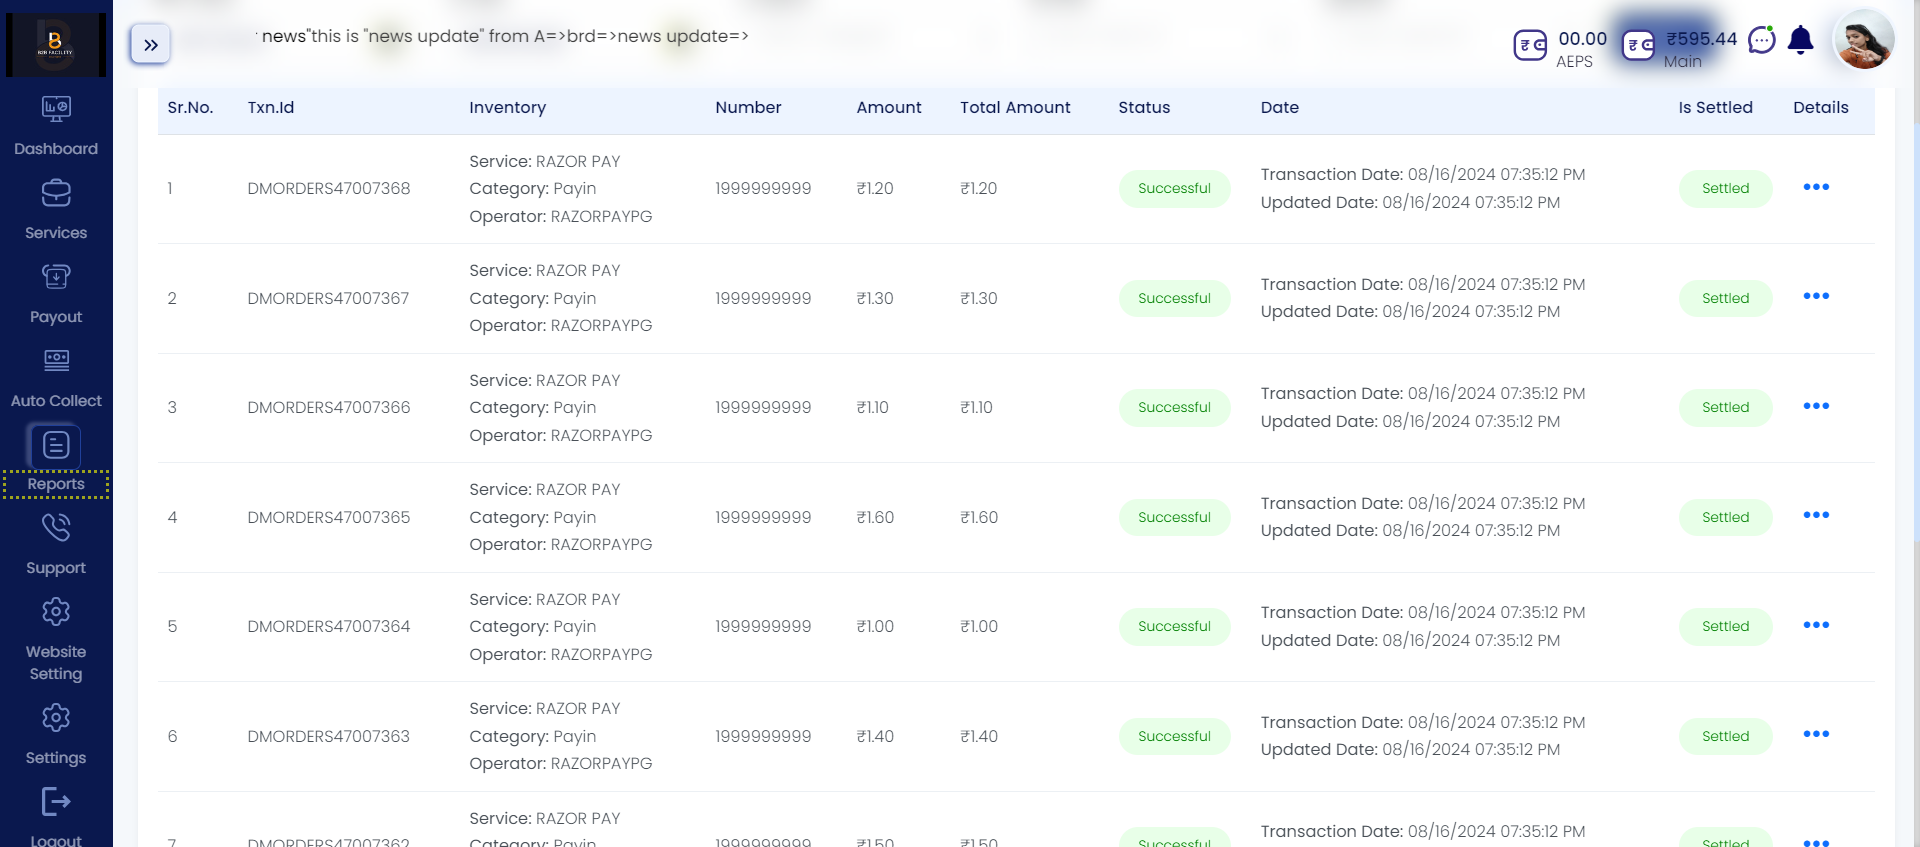 news"this is "news update" from A=>brd=>news update=>
00.00
AEPS
₹595.44
Main
B2B FACILITY
Dashboard
Services
Payout
Auto Collect
Reports
Support
Website
Setting
Settings
Logout
Sr.No. Txn.Id Inventory Number Amount Total Amount Status Date Is Settled Details
Service: RAZOR PAY
Category: Payin
Operator: RAZORPAYPG
1 DMORDERS47007368 1999999999 ₹1.20 ₹1.20 Successful Settled
Transaction Date: 08/16/2024 07:35:12 PM
Updated Date: 08/16/2024 07:35:12 PM
Service: RAZOR PAY
Category: Payin
Operator: RAZORPAYPG
2 DMORDERS47007367 1999999999 ₹1.30 ₹1.30 Successful Settled
Transaction Date: 08/16/2024 07:35:12 PM
Updated Date: 08/16/2024 07:35:12 PM
Service: RAZOR PAY
Category: Payin
Operator: RAZORPAYPG
3 DMORDERS47007366 1999999999 ₹1.10 ₹1.10 Successful Settled
Transaction Date: 08/16/2024 07:35:12 PM
Updated Date: 08/16/2024 07:35:12 PM
Service: RAZOR PAY
Category: Payin
Operator: RAZORPAYPG
4 DMORDERS47007365 1999999999 ₹1.60 ₹1.60 Successful Settled
Transaction Date: 08/16/2024 07:35:12 PM
Updated Date: 08/16/2024 07:35:12 PM
Service: RAZOR PAY
Category: Payin
Operator: RAZORPAYPG
5 DMORDERS47007364 1999999999 ₹1.00 ₹1.00 Successful Settled
Transaction Date: 08/16/2024 07:35:12 PM
Updated Date: 08/16/2024 07:35:12 PM
Service: RAZOR PAY
Category: Payin
Operator: RAZORPAYPG
6 DMORDERS47007363 1999999999 ₹1.40 ₹1.40 Successful Settled
Transaction Date: 08/16/2024 07:35:12 PM
Updated Date: 08/16/2024 07:35:12 PM
Service: RAZOR PAY
Category: Payin
7 DMORDERS47007362 1999999999 ₹1.50 ₹1.50 Successful Settled
Transaction Date: 08/16/2024 07:35:12 PM